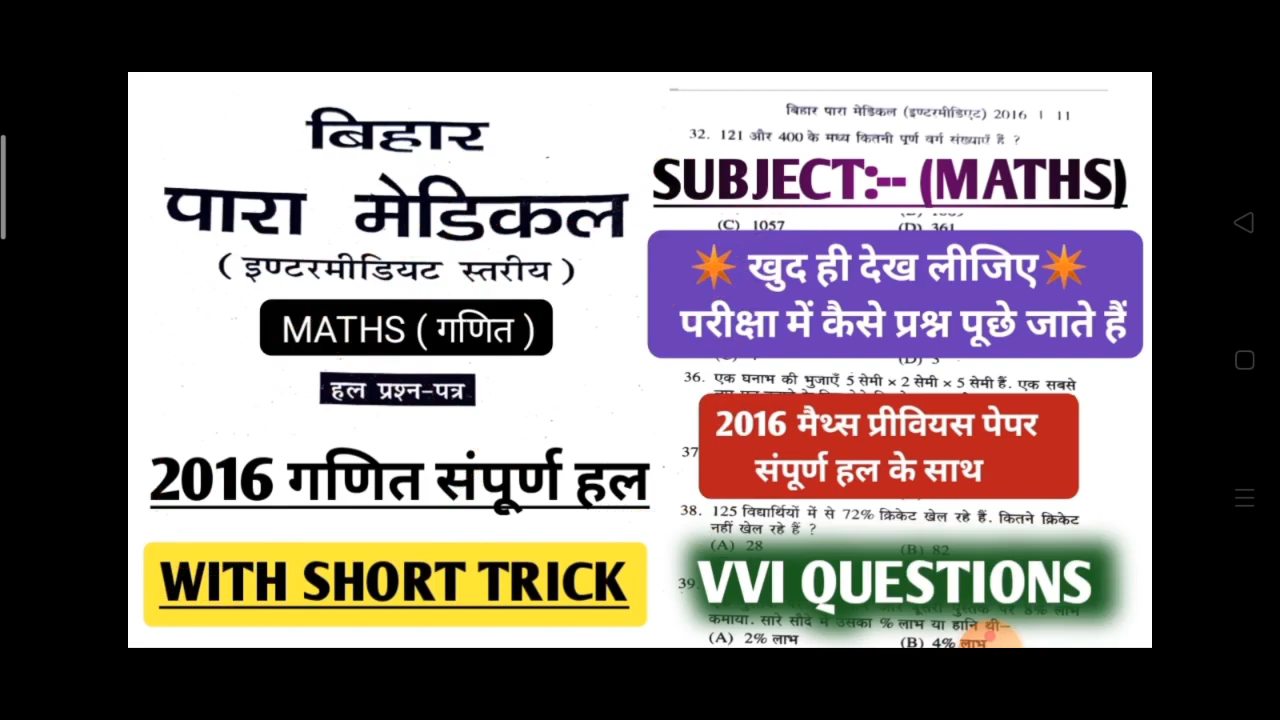 बिहार
पारा मेडिकल
( इण्टरमीडियट स्तरीय )
MATHS ( गणित )
हल प्रश्न-पत्र
2016 गणित संपूर्ण हल
WITH SHORT TRICK
बिहार पारा मेडिकल (इण्टरमीडिएट) 2016 । 11
32. 121 और 400 के मध्य कितनी पूर्ण वर्ग संख्याएँ हैं ?
SUBJECT:-- (MATHS)
(C) 1057 (D) 361
खुद ही देख लीजिए
परीक्षा में कैसे प्रश्न पूछे जाते हैं
(D) 3
36. एक घनाभ की भुजाएँ 5 सेमी × 2 सेमी × 5 सेमी हैं. एक सबसे
2016 मैथ्स प्रीवियस पेपर
37
संपूर्ण हल के साथ
38. 125 विद्यार्थियों में से 72% क्रिकेट खेल रहे हैं. कितने क्रिकेट
नहीं खेल रहे हैं ?
(A) 28 (B) 82
39
VVI QUESTIONS
कमाया. सारे सौदे में उसका % लाभ या हानि थी–
(A) 2% लाभ (B) 4% लाभ